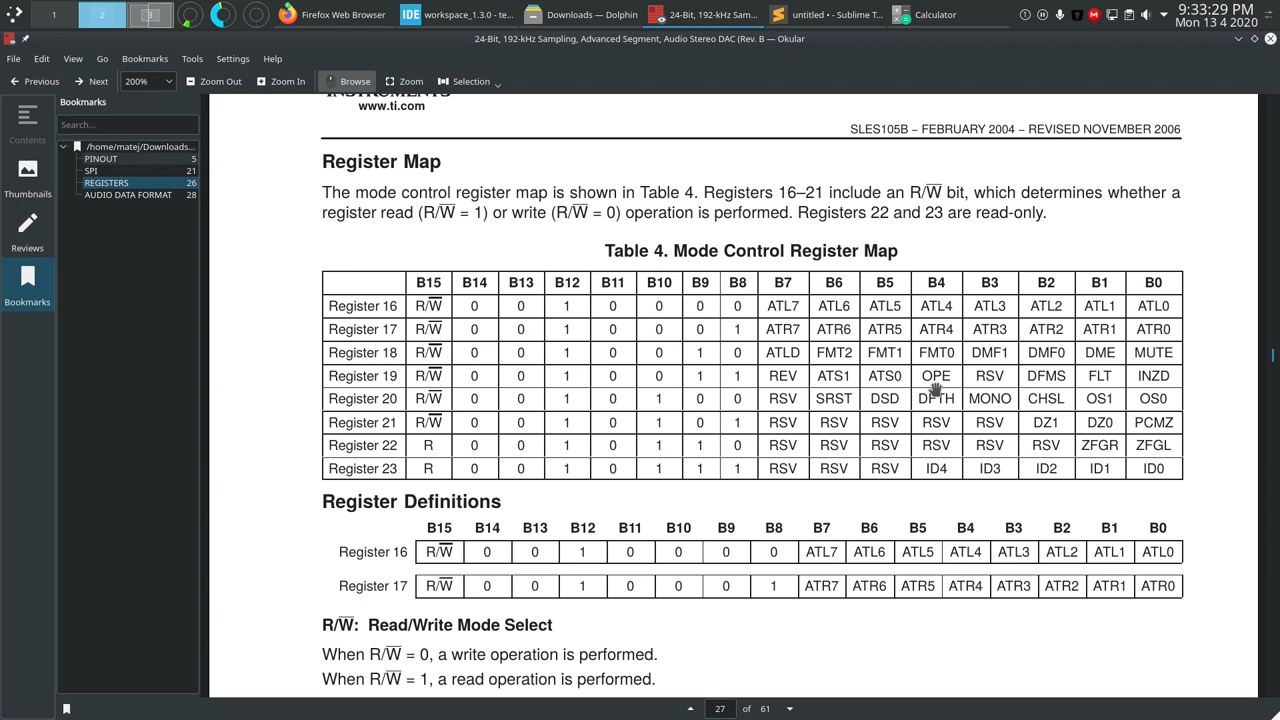 1 2 3 Firefox Web Browser IDE workspace_1.3.0 - te... Downloads — Dolphin 24-Bit, 192-kHz Sam... untitled • - Sublime T... Calculator 9:33:29 PM
Mon 13 4 2020
24-Bit, 192-kHz Sampling, Advanced Segment, Audio Stereo DAC (Rev. B — Okular
File Edit View Go Bookmarks Tools Settings Help
Previous Next 200% Zoom Out Zoom In Browse Zoom Selection
Contents
Thumbnails
Reviews
Bookmarks
Bookmarks
Search...
/home/matej/Downloads...
PINOUT 5
SPI 21
REGISTERS 26
AUDIO DATA FORMAT 28
INSTRUMENTS
www.ti.com
SLES105B – FEBRUARY 2004 – REVISED NOVEMBER 2006
Register Map
The mode control register map is shown in Table 4. Registers 16–21 include an R/W̅ bit, which determines whether a
register read (R/W̅ = 1) or write (R/W̅ = 0) operation is performed. Registers 22 and 23 are read-only.
Table 4. Mode Control Register Map
B15 B14 B13 B12 B11 B10 B9 B8 B7 B6 B5 B4 B3 B2 B1 B0
Register 16 R/W̅ 0 0 1 0 0 0 0 ATL7 ATL6 ATL5 ATL4 ATL3 ATL2 ATL1 ATL0
Register 17 R/W̅ 0 0 1 0 0 0 1 ATR7 ATR6 ATR5 ATR4 ATR3 ATR2 ATR1 ATR0
Register 18 R/W̅ 0 0 1 0 0 1 0 ATLD FMT2 FMT1 FMT0 DMF1 DMF0 DME MUTE
Register 19 R/W̅ 0 0 1 0 0 1 1 REV ATS1 ATS0 OPE RSV DFMS FLT INZD
Register 20 R/W̅ 0 0 1 0 1 0 0 RSV SRST DSD DFTH MONO CHSL OS1 OS0
Register 21 R/W̅ 0 0 1 0 1 0 1 RSV RSV RSV RSV RSV DZ1 DZ0 PCMZ
Register 22 R 0 0 1 0 1 1 0 RSV RSV RSV RSV RSV RSV ZFGR ZFGL
Register 23 R 0 0 1 0 1 1 1 RSV RSV RSV ID4 ID3 ID2 ID1 ID0
Register Definitions
B15 B14 B13 B12 B11 B10 B9 B8 B7 B6 B5 B4 B3 B2 B1 B0
Register 16 R/W̅ 0 0 1 0 0 0 0 ATL7 ATL6 ATL5 ATL4 ATL3 ATL2 ATL1 ATL0
Register 17 R/W̅ 0 0 1 0 0 0 1 ATR7 ATR6 ATR5 ATR4 ATR3 ATR2 ATR1 ATR0
R/W̅: Read/Write Mode Select
When R/W̅ = 0, a write operation is performed.
When R/W̅ = 1, a read operation is performed.
27 of 61